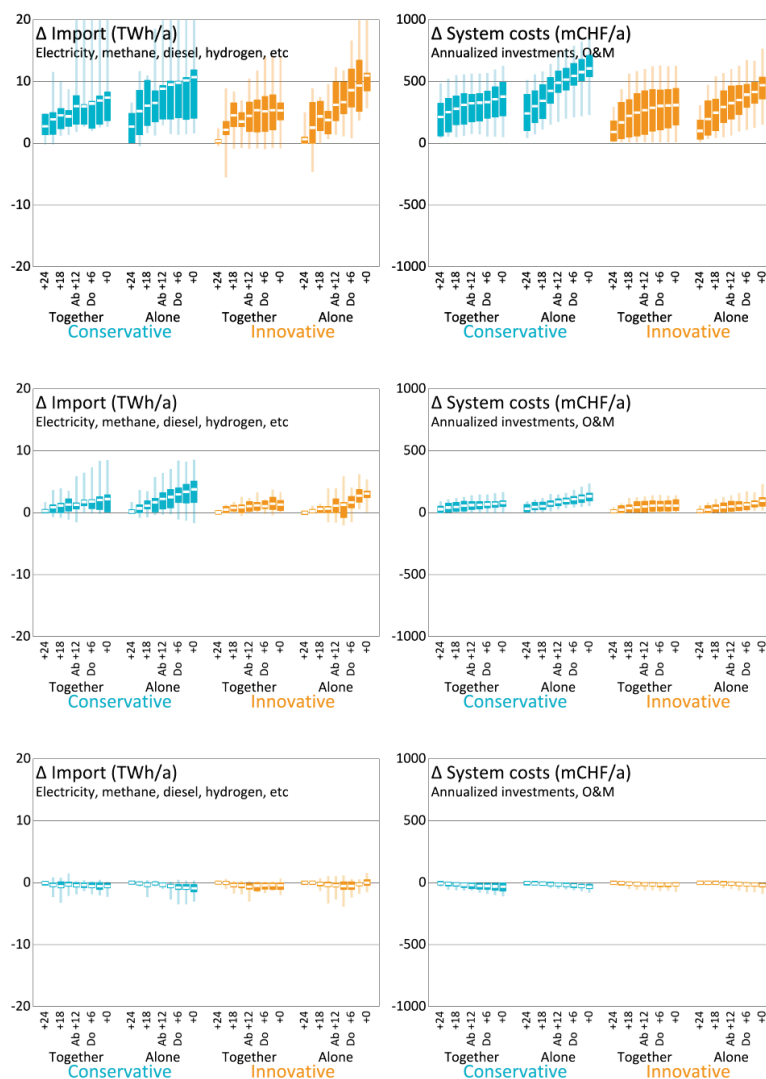 Δ Import (TWh/a)
Electricity, methane, diesel, hydrogen, etc
20
10
0
-10
-20
+24
+18
Ab +12
Do +6
+0
+24
+18
Ab +12
Do +6
+0
+24
+18
Ab +12
Do +6
+0
+24
+18
Ab +12
Do +6
+0
Together Alone Together Alone
Conservative Innovative
Δ System costs (mCHF/a)
Annualized investments, O&M
1000
500
0
-500
-1000
+24
+18
Ab +12
Do +6
+0
+24
+18
Ab +12
Do +6
+0
+24
+18
Ab +12
Do +6
+0
+24
+18
Ab +12
Do +6
+0
Together Alone Together Alone
Conservative Innovative
Δ Import (TWh/a)
Electricity, methane, diesel, hydrogen, etc
20
10
0
-10
-20
+24
+18
Ab +12
Do +6
+0
+24
+18
Ab +12
Do +6
+0
+24
+18
Ab +12
Do +6
+0
+24
+18
Ab +12
Do +6
+0
Together Alone Together Alone
Conservative Innovative
Δ System costs (mCHF/a)
Annualized investments, O&M
1000
500
0
-500
-1000
+24
+18
Ab +12
Do +6
+0
+24
+18
Ab +12
Do +6
+0
+24
+18
Ab +12
Do +6
+0
+24
+18
Ab +12
Do +6
+0
Together Alone Together Alone
Conservative Innovative
Δ Import (TWh/a)
Electricity, methane, diesel, hydrogen, etc
20
10
0
-10
-20
+24
+18
Ab +12
Do +6
+0
+24
+18
Ab +12
Do +6
+0
+24
+18
Ab +12
Do +6
+0
+24
+18
Ab +12
Do +6
+0
Together Alone Together Alone
Conservative Innovative
Δ System costs (mCHF/a)
Annualized investments, O&M
1000
500
0
-500
-1000
+24
+18
Ab +12
Do +6
+0
+24
+18
Ab +12
Do +6
+0
+24
+18
Ab +12
Do +6
+0
+24
+18
Ab +12
Do +6
+0
Together Alone Together Alone
Conservative Innovative